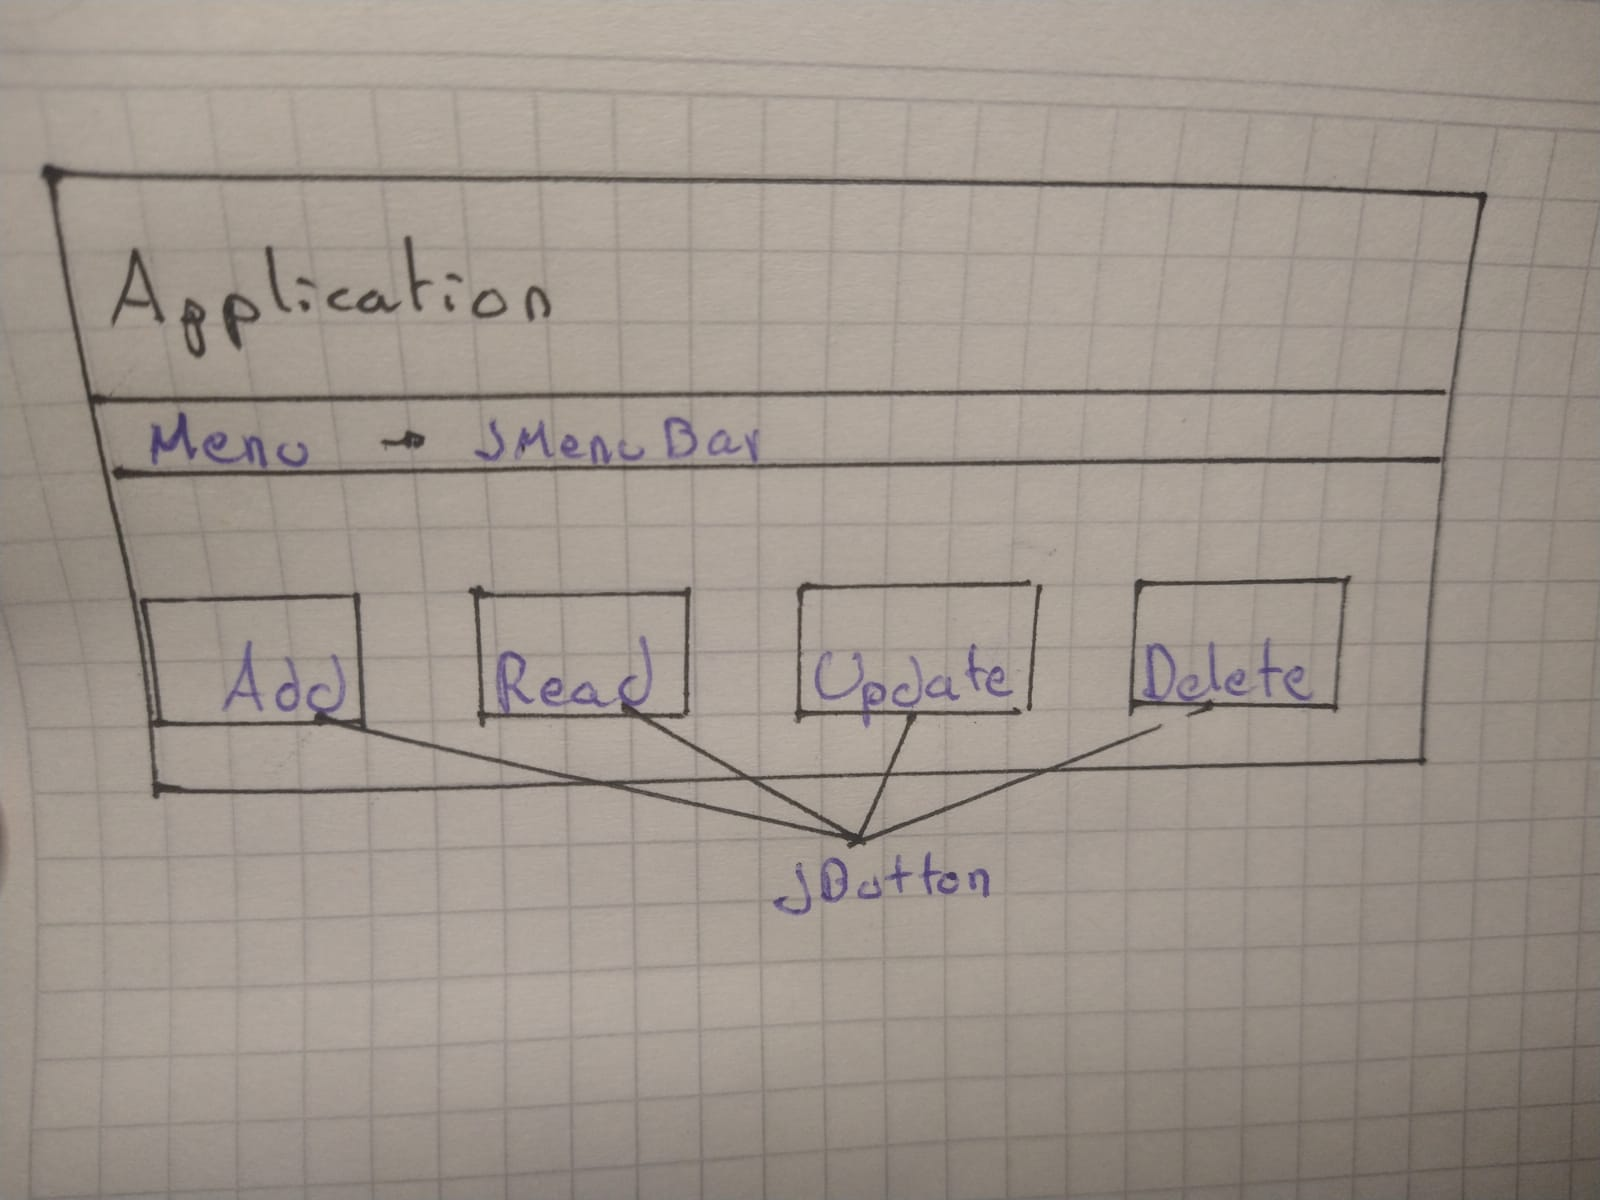 Application
Menu → JMenuBar
Add Read Update Delete
JButton